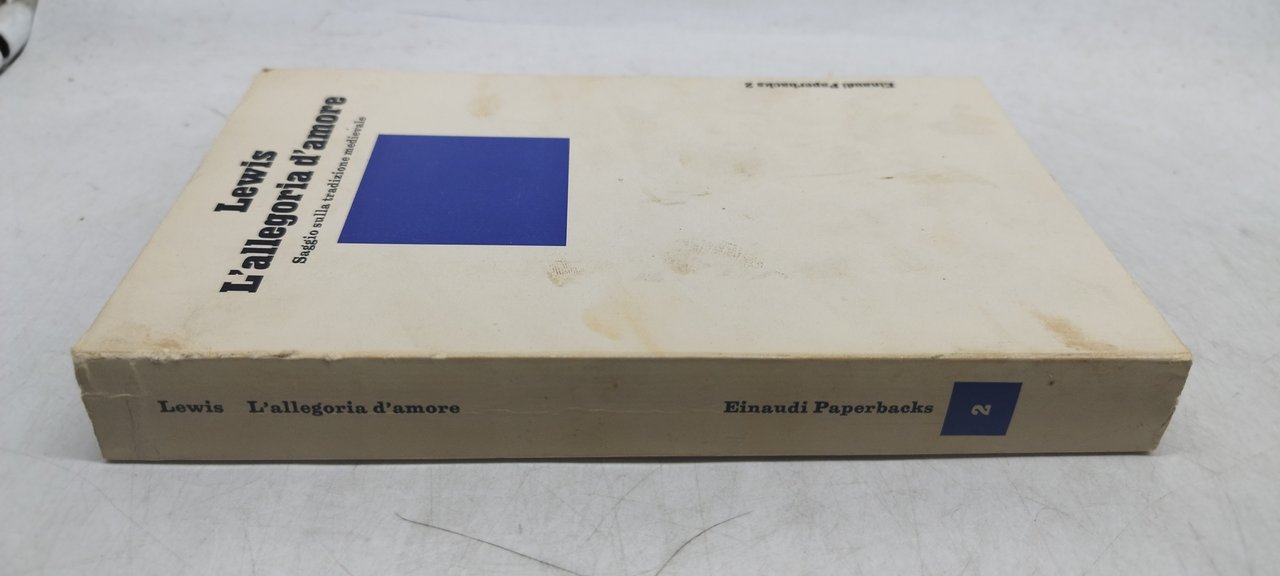 Lewis
L'allegoria d'amore
Saggio sulla tradizione medievale
Einaudi Paperbacks 2
Lewis L'allegoria d'amore
Einaudi Paperbacks 2